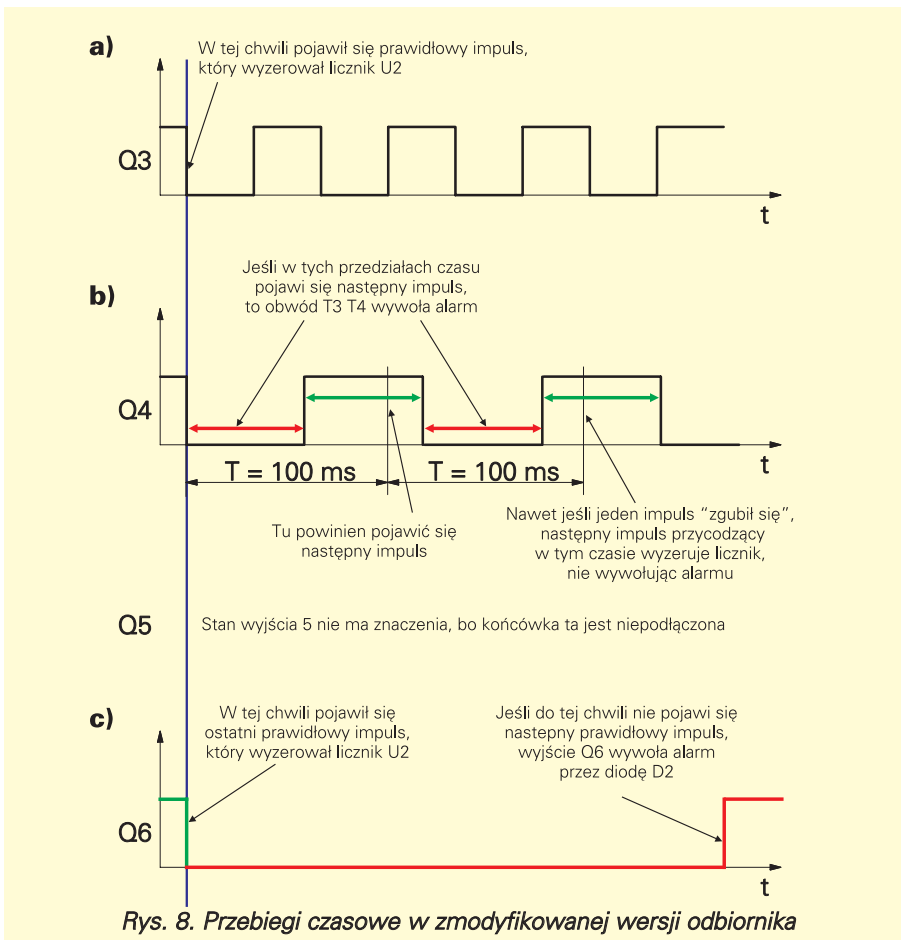 a)
W tej chwili pojawił się prawidłowy impuls,
który wyzerował licznik U2
Q3
t
Jeśli w tych przedziałach czasu
pojawi się następny impuls,
to obwód T3 T4 wywoła alarm
b)
Q4
t
T = 100 ms
T = 100 ms
Tu powinien pojawić się
następny impuls
Nawet jeśli jeden impuls “zgubił się”,
następny impuls przycodzący
w tym czasie wyzeruje licznik,
nie wywołując alarmu
Q5
Stan wyjścia 5 nie ma znaczenia, bo końcówka ta jest niepodłączona
c)
W tej chwili pojawił się
ostatni prawidłowy impuls,
który wyzerował licznik U2
Jeśli do tej chwili nie pojawi się
nastepny prawidłowy impuls,
wyjście Q6 wywoła alarm
przez diodę D2
Q6
t
Rys. 8. Przebiegi czasowe w zmodyfikowanej wersji odbiornika